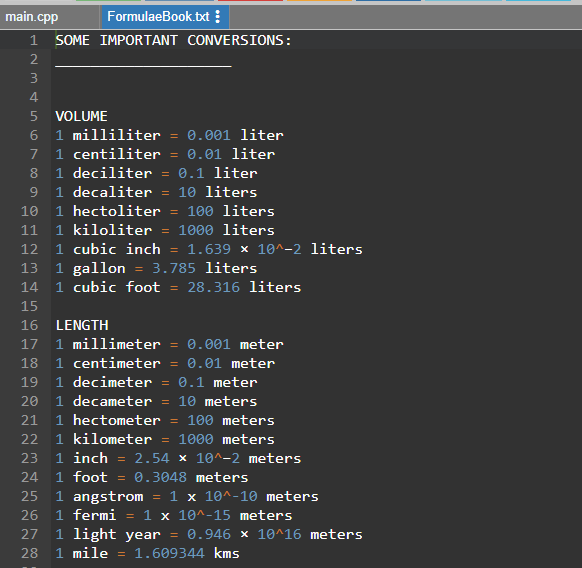 main.cpp
FormulaeBook.txt
1 SOME IMPORTANT CONVERSIONS:
2 ____________________
3
4
5 VOLUME
6 1 milliliter = 0.001 liter
7 1 centiliter = 0.01 liter
8 1 deciliter = 0.1 liter
9 1 decaliter = 10 liters
10 1 hectoliter = 100 liters
11 1 kiloliter = 1000 liters
12 1 cubic inch = 1.639 × 10^−2 liters
13 1 gallon = 3.785 liters
14 1 cubic foot = 28.316 liters
15
16 LENGTH
17 1 millimeter = 0.001 meter
18 1 centimeter = 0.01 meter
19 1 decimeter = 0.1 meter
20 1 decameter = 10 meters
21 1 hectometer = 100 meters
22 1 kilometer = 1000 meters
23 1 inch = 2.54 × 10^−2 meters
24 1 foot = 0.3048 meters
25 1 angstrom = 1 x 10^-10 meters
26 1 fermi = 1 x 10^-15 meters
27 1 light year = 0.946 × 10^16 meters
28 1 mile = 1.609344 kms